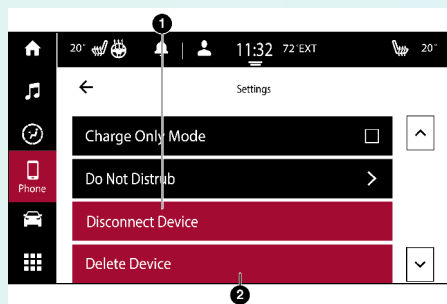 1
20° 11:32 72°EXT 20°
Settings
Charge Only Mode
Do Not Distrub
Phone
Disconnect Device
Delete Device
2